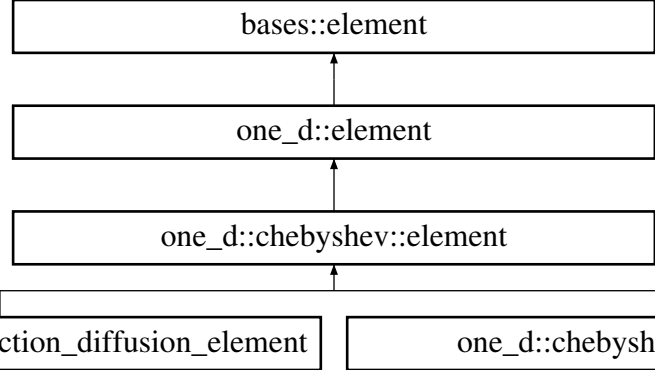 bases::element
one_d::element
one_d::chebyshev::element
ction_diffusion_element one_d::chebysh